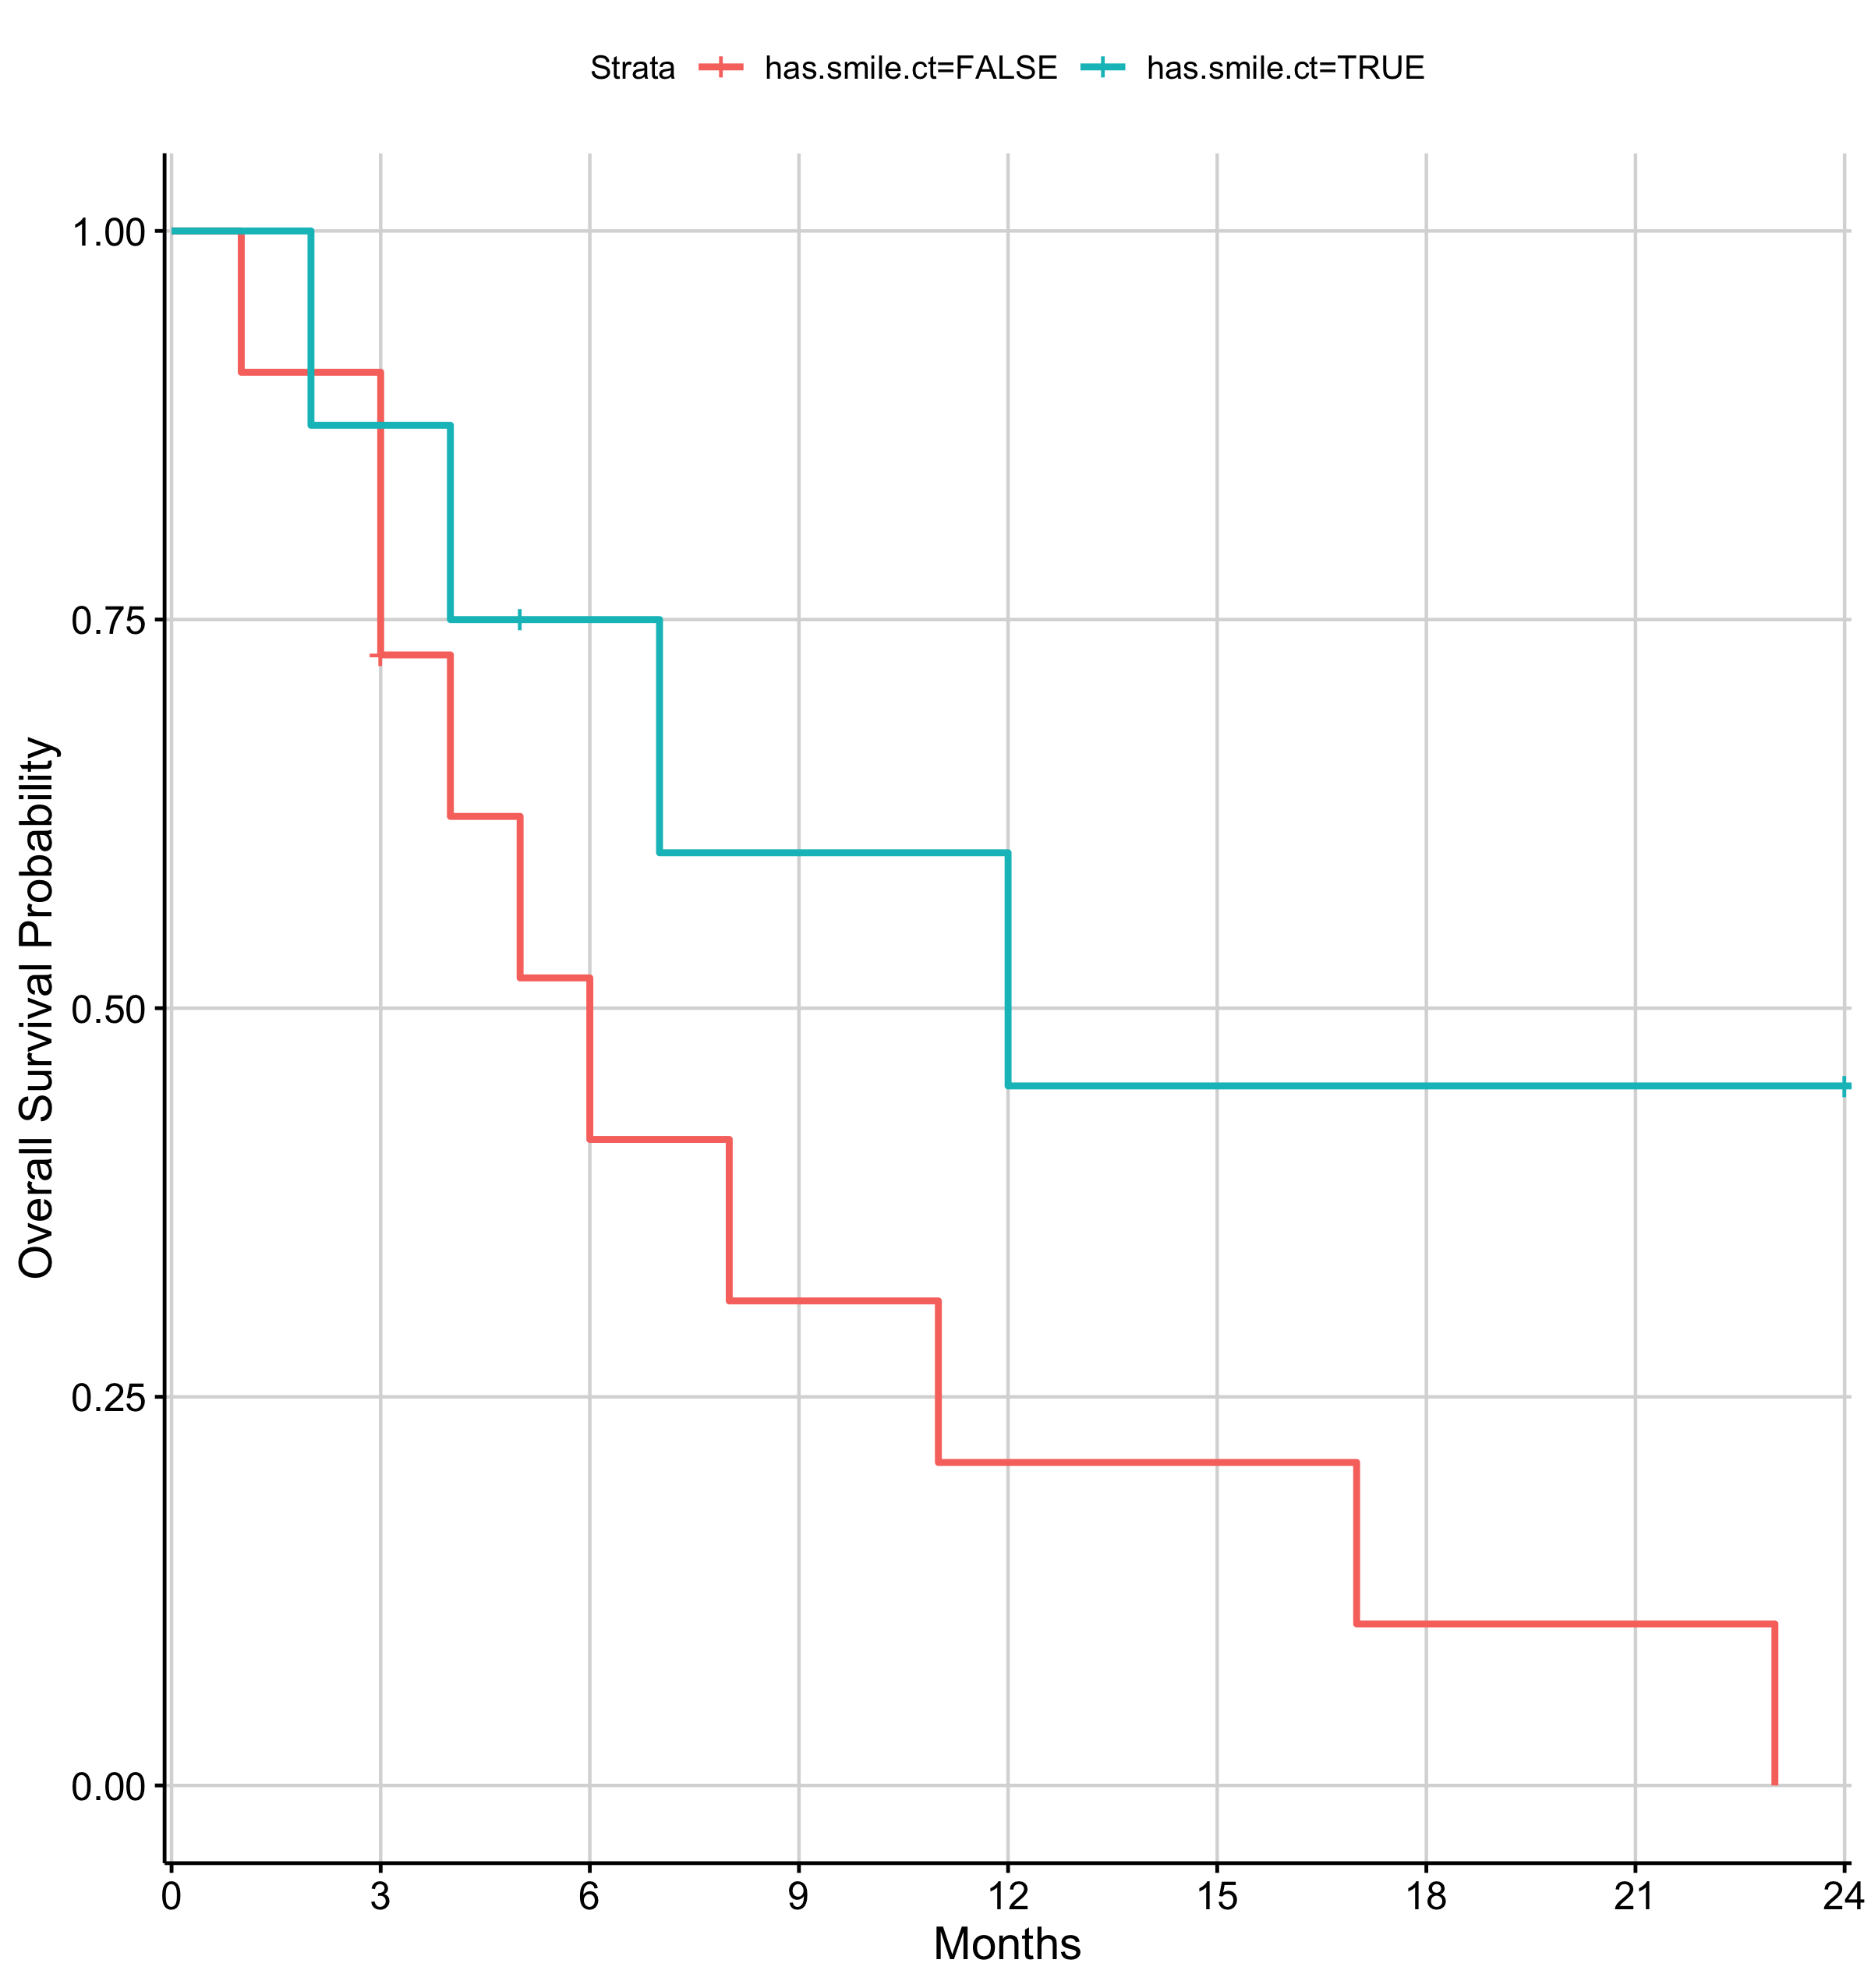 Strata has.smile.ct=FALSE has.smile.ct=TRUE
Overall Survival Probability
1.00
0.75
0.50
0.25
0.00
0 3 6 9 12 15 18 21 24
Months